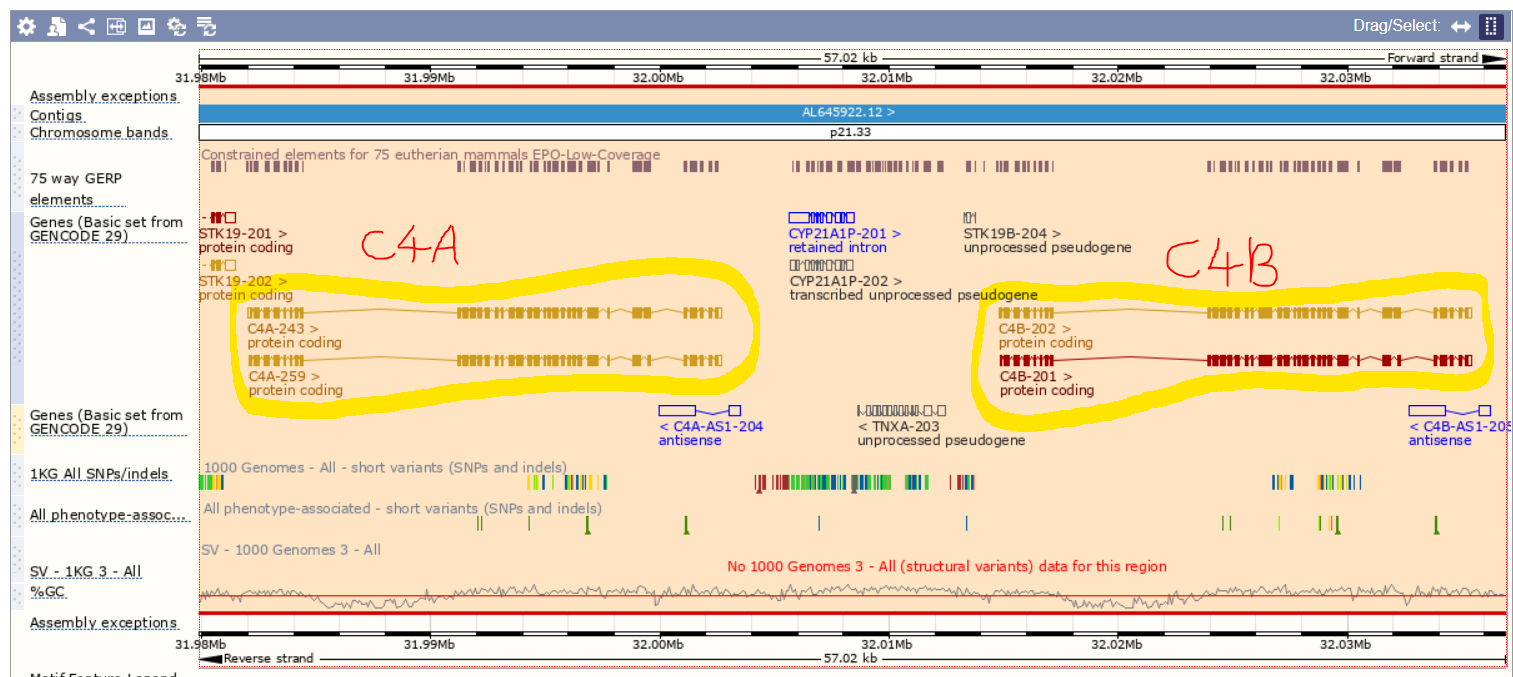 Drag/Select:
57.02 kb Forward strand
31.98Mb 31.99Mb 32.00Mb 32.01Mb 32.02Mb 32.03Mb
Assembly exceptions
Contigs AL645922.12 >
Chromosome bands p21.33
Constrained elements for 75 eutherian mammals EPO-Low-Coverage
75 way GERP
elements
Genes (Basic set from
GENCODE 29)
STK19-201 > CYP21A1P-201 > STK19B-204 >
protein coding retained intron unprocessed pseudogene
C4A C4B
STK19-202 > CYP21A1P-202 >
protein coding transcribed unprocessed pseudogene
C4A-243 > C4B-202 >
protein coding protein coding
C4A-259 > C4B-201 >
protein coding protein coding
Genes (Basic set from
GENCODE 29)
< C4A-AS1-204 < TNXA-203 < C4B-AS1-205
antisense unprocessed pseudogene antisense
1KG All SNPs/indels 1000 Genomes - All - short variants (SNPs and indels)
All phenotype-assoc... All phenotype-associated - short variants (SNPs and indels)
SV - 1000 Genomes 3 - All
SV - 1KG 3 - All No 1000 Genomes 3 - All (structural variants) data for this region
%GC
Assembly exceptions
31.98Mb 31.99Mb 32.00Mb 32.01Mb 32.02Mb 32.03Mb
Reverse strand 57.02 kb